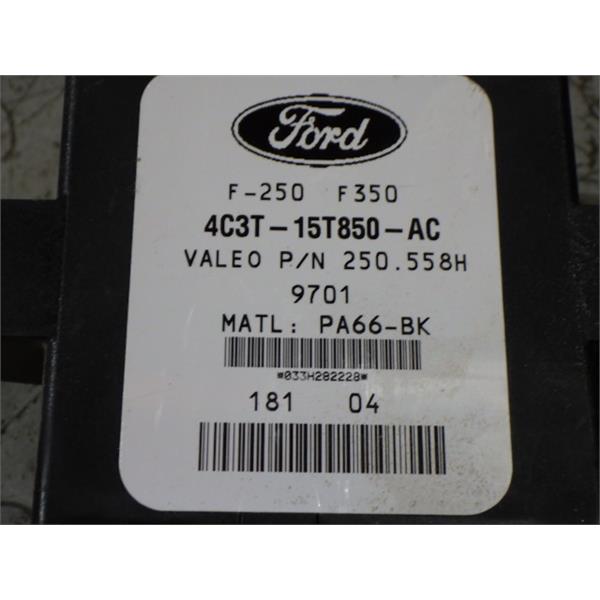 Ford
F-250 F350
4C3T-15T850-AC
VALEO P/N 250.558H
9701
MATL: PA66-BK
*033H282228*
181 04